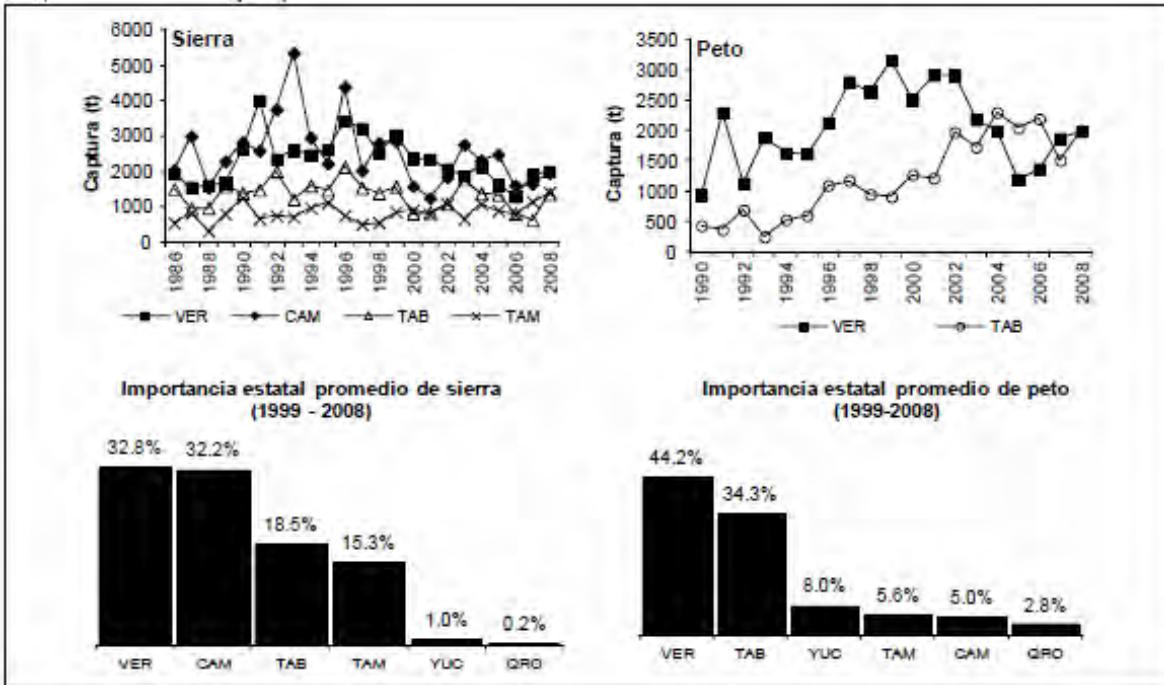 Sierra
Captura (t)
6000
5000
4000
3000
2000
1000
0
1986
1988
1990
1992
1994
1996
1998
2000
2002
2004
2006
2008
VER CAM TAB TAM
Peto
Captura (t)
3500
3000
2500
2000
1500
1000
500
0
1990
1992
1994
1996
1998
2000
2002
2004
2006
2008
VER TAB
Importancia estatal promedio de sierra
(1999 - 2008)
32.8% 32.2% 18.5% 15.3% 1.0% 0.2%
VER CAM TAB TAM YUC QRO
Importancia estatal promedio de peto
(1999-2008)
44.2% 34.3% 8.0% 5.6% 5.0% 2.8%
VER TAB YUC TAM CAM QRO